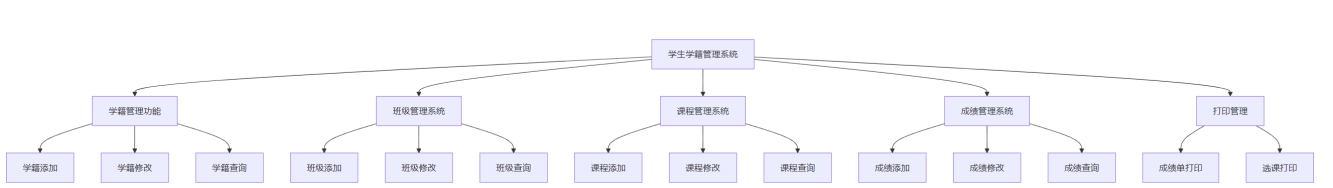 学生学籍管理系统
学籍管理功能
班级管理系统
课程管理系统
成绩管理系统
打印管理
学籍添加
学籍修改
学籍查询
班级添加
班级修改
班级查询
课程添加
课程修改
课程查询
成绩添加
成绩修改
成绩查询
成绩单打印
选课打印